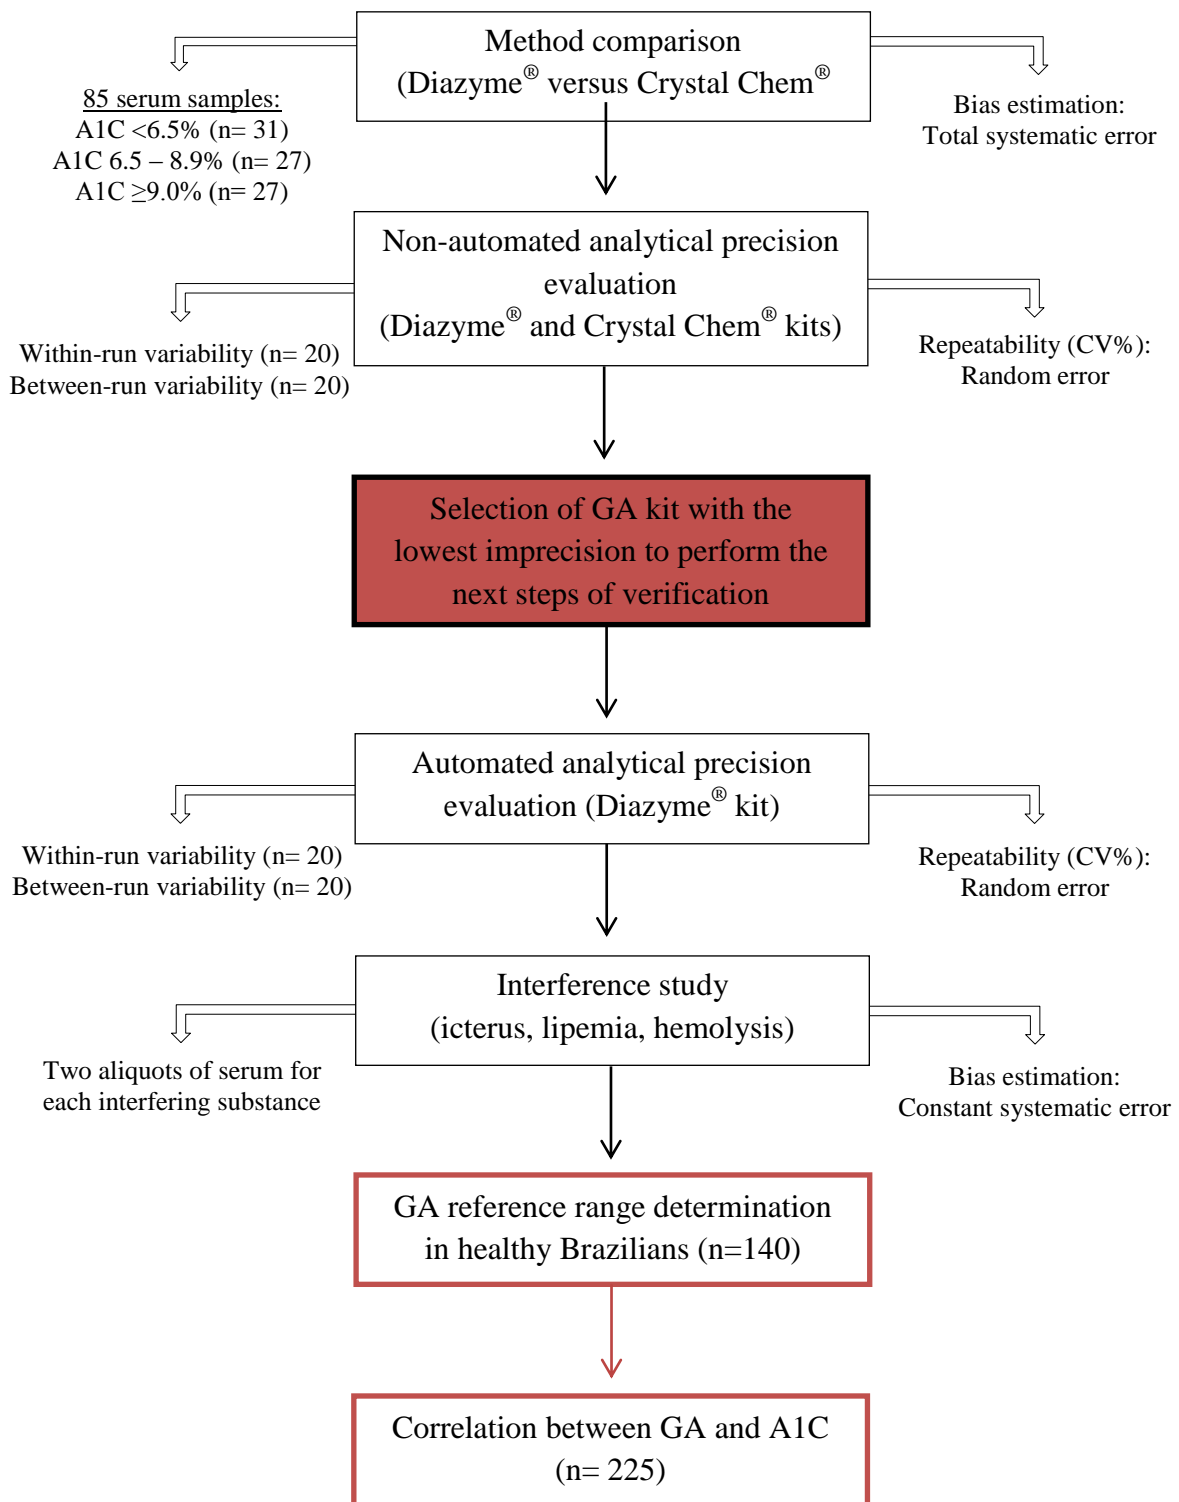 Method comparison
(Diazyme® versus Crystal Chem®
85 serum samples:
A1C <6.5% (n= 31)
A1C 6.5 – 8.9% (n= 27)
A1C ≥9.0% (n= 27)
Bias estimation:
Total systematic error
Non-automated analytical precision
evaluation
(Diazyme® and Crystal Chem® kits)
Within-run variability (n= 20)
Between-run variability (n= 20)
Repeatability (CV%):
Random error
Selection of GA kit with the
lowest imprecision to perform the
next steps of verification
Automated analytical precision
evaluation (Diazyme® kit)
Within-run variability (n= 20)
Between-run variability (n= 20)
Repeatability (CV%):
Random error
Interference study
(icterus, lipemia, hemolysis)
Two aliquots of serum for
each interfering substance
Bias estimation:
Constant systematic error
GA reference range determination
in healthy Brazilians (n=140)
Correlation between GA and A1C
(n= 225)